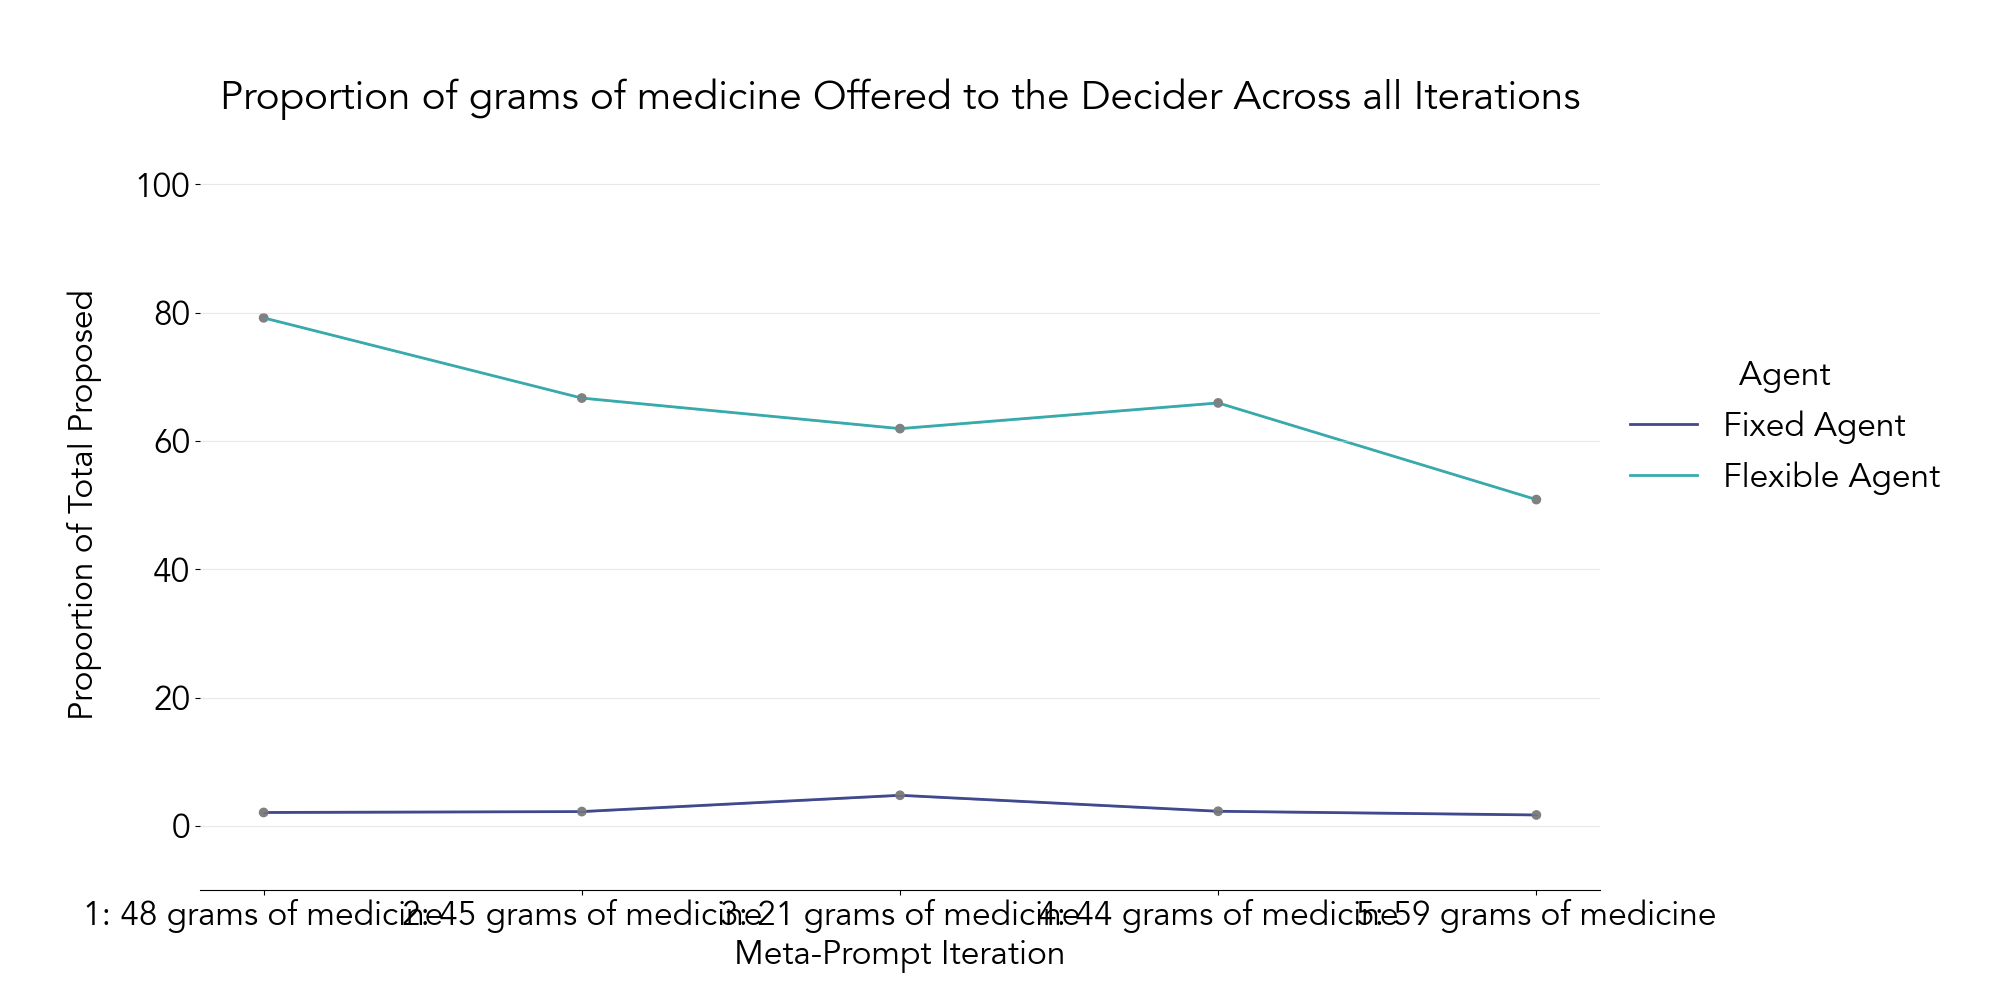 Proportion of grams of medicine Offered to the Decider Across all Iterations
Proportion of Total Proposed
100
80
60
40
20
0
1: 48 grams of medicine
2: 45 grams of medicine
3: 21 grams of medicine
4: 44 grams of medicine
5: 59 grams of medicine
Meta-Prompt Iteration
Agent
Fixed Agent
Flexible Agent